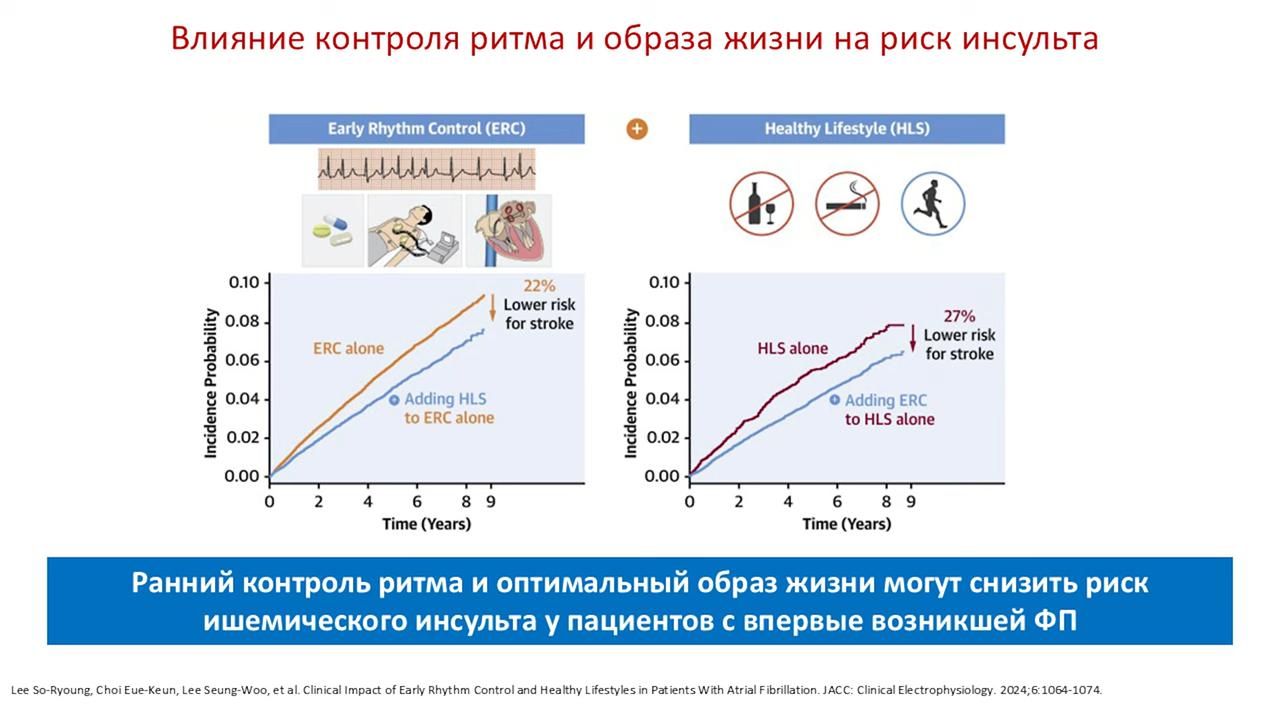 Влияние контроля ритма и образа жизни на риск инсульта
Early Rhythm Control (ERC)
+
Healthy Lifestyle (HLS)
Incidence Probability
0.10
0.08
0.06
0.04
0.02
0.00
ERC alone
22%
Lower risk
for stroke
+ Adding HLS
to ERC alone
0 2 4 6 8 9
Time (Years)
Incidence Probability
0.10
0.08
0.06
0.04
0.02
0.00
HLS alone
27%
Lower risk
for stroke
+ Adding ERC
to HLS alone
0 2 4 6 8 9
Time (Years)
Ранний контроль ритма и оптимальный образ жизни могут снизить риск
ишемического инсульта у пациентов с впервые возникшей ФП
Lee So-Ryoung, Choi Eue-Keun, Lee Seung-Woo, et al. Clinical Impact of Early Rhythm Control and Healthy Lifestyles in Patients With Atrial Fibrillation. JACC: Clinical Electrophysiology. 2024;6:1064-1074.